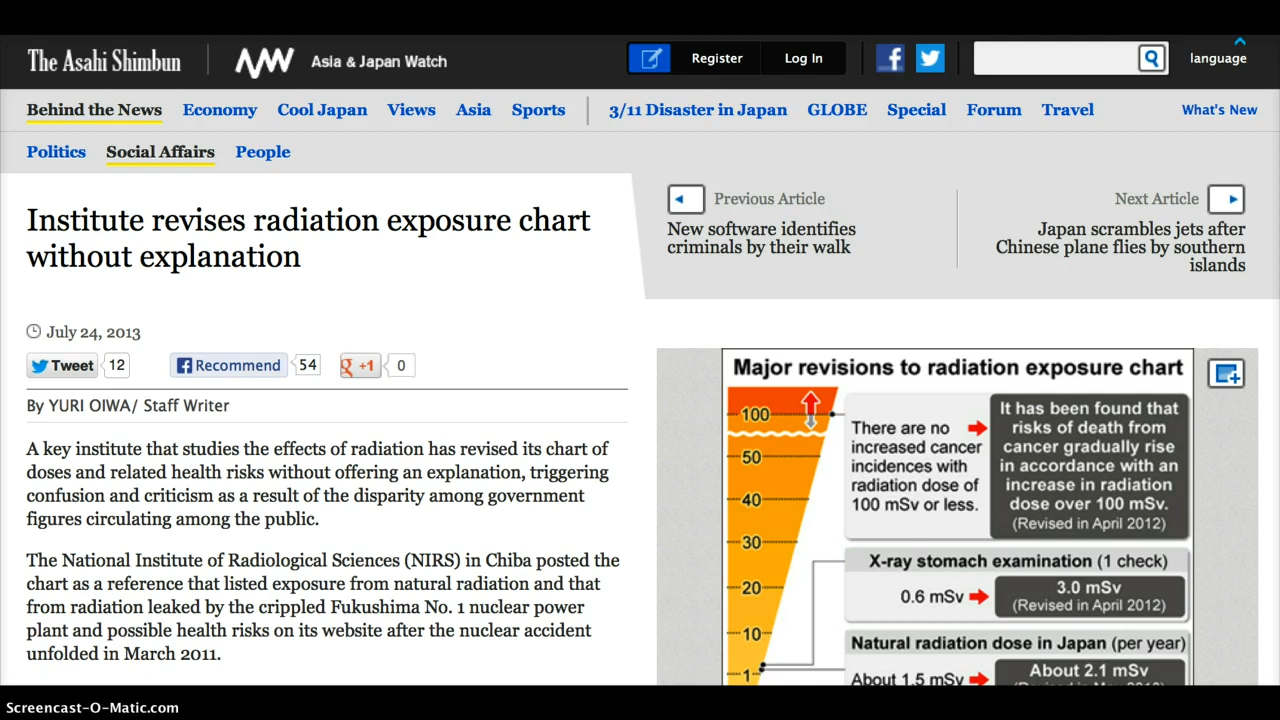 The Asahi Shimbun
AJW
Asia & Japan Watch
Register
Log In
language
Behind the News
Economy
Cool Japan
Views
Asia
Sports
3/11 Disaster in Japan
GLOBE
Special
Forum
Travel
What's New
Politics
Social Affairs
People
Institute revises radiation exposure chart
without explanation
Previous Article
New software identifies
criminals by their walk
Next Article
Japan scrambles jets after
Chinese plane flies by southern
islands
July 24, 2013
Tweet 12
Recommend 54
g +1 0
By YURI OIWA/ Staff Writer
A key institute that studies the effects of radiation has revised its chart of
doses and related health risks without offering an explanation, triggering
confusion and criticism as a result of the disparity among government
figures circulating among the public.
The National Institute of Radiological Sciences (NIRS) in Chiba posted the
chart as a reference that listed exposure from natural radiation and that
from radiation leaked by the crippled Fukushima No. 1 nuclear power
plant and possible health risks on its website after the nuclear accident
unfolded in March 2011.
Major revisions to radiation exposure chart
100
50
40
30
20
10
1
There are no
increased cancer
incidences with
radiation dose of
100 mSv or less.
It has been found that
risks of death from
cancer gradually rise
in accordance with an
increase in radiation
dose over 100 mSv.
(Revised in April 2012)
X-ray stomach examination (1 check)
0.6 mSv
3.0 mSv
(Revised in April 2012)
Natural radiation dose in Japan (per year)
About 1.5 mSv
About 2.1 mSv
Screencast-O-Matic.com